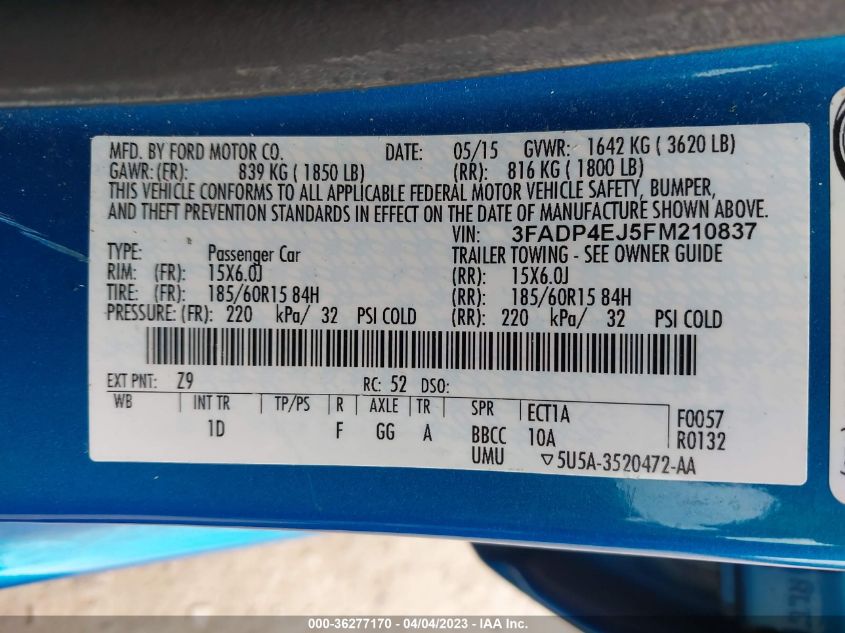 MFD. BY FORD MOTOR CO. DATE: 05/15 GVWR: 1642 KG ( 3620 LB)
GAWR:(FR): 839 KG ( 1850 LB) (RR): 816 KG ( 1800 LB)
THIS VEHICLE CONFORMS TO ALL APPLICABLE FEDERAL MOTOR VEHICLE SAFETY, BUMPER,
AND THEFT PREVENTION STANDARDS IN EFFECT ON THE DATE OF MANUFACTURE SHOWN ABOVE.
VIN: 3FADP4EJ5FM210837
TYPE: Passenger Car TRAILER TOWING - SEE OWNER GUIDE
RIM: (FR): 15X6.0J (RR): 15X6.0J
TIRE: (FR): 185/60R15 84H (RR): 185/60R15 84H
PRESSURE:(FR): 220 kPa/ 32 PSI COLD (RR): 220 kPa/ 32 PSI COLD
EXT PNT: Z9 RC: 52 DSO:
WB INT TR TP/PS R AXLE TR SPR ECT1A F0057
1D F GG A BBCC 10A R0132
UMU ▽5U5A-3520472-AA
000-36277170 - 04/04/2023 - IAA Inc.